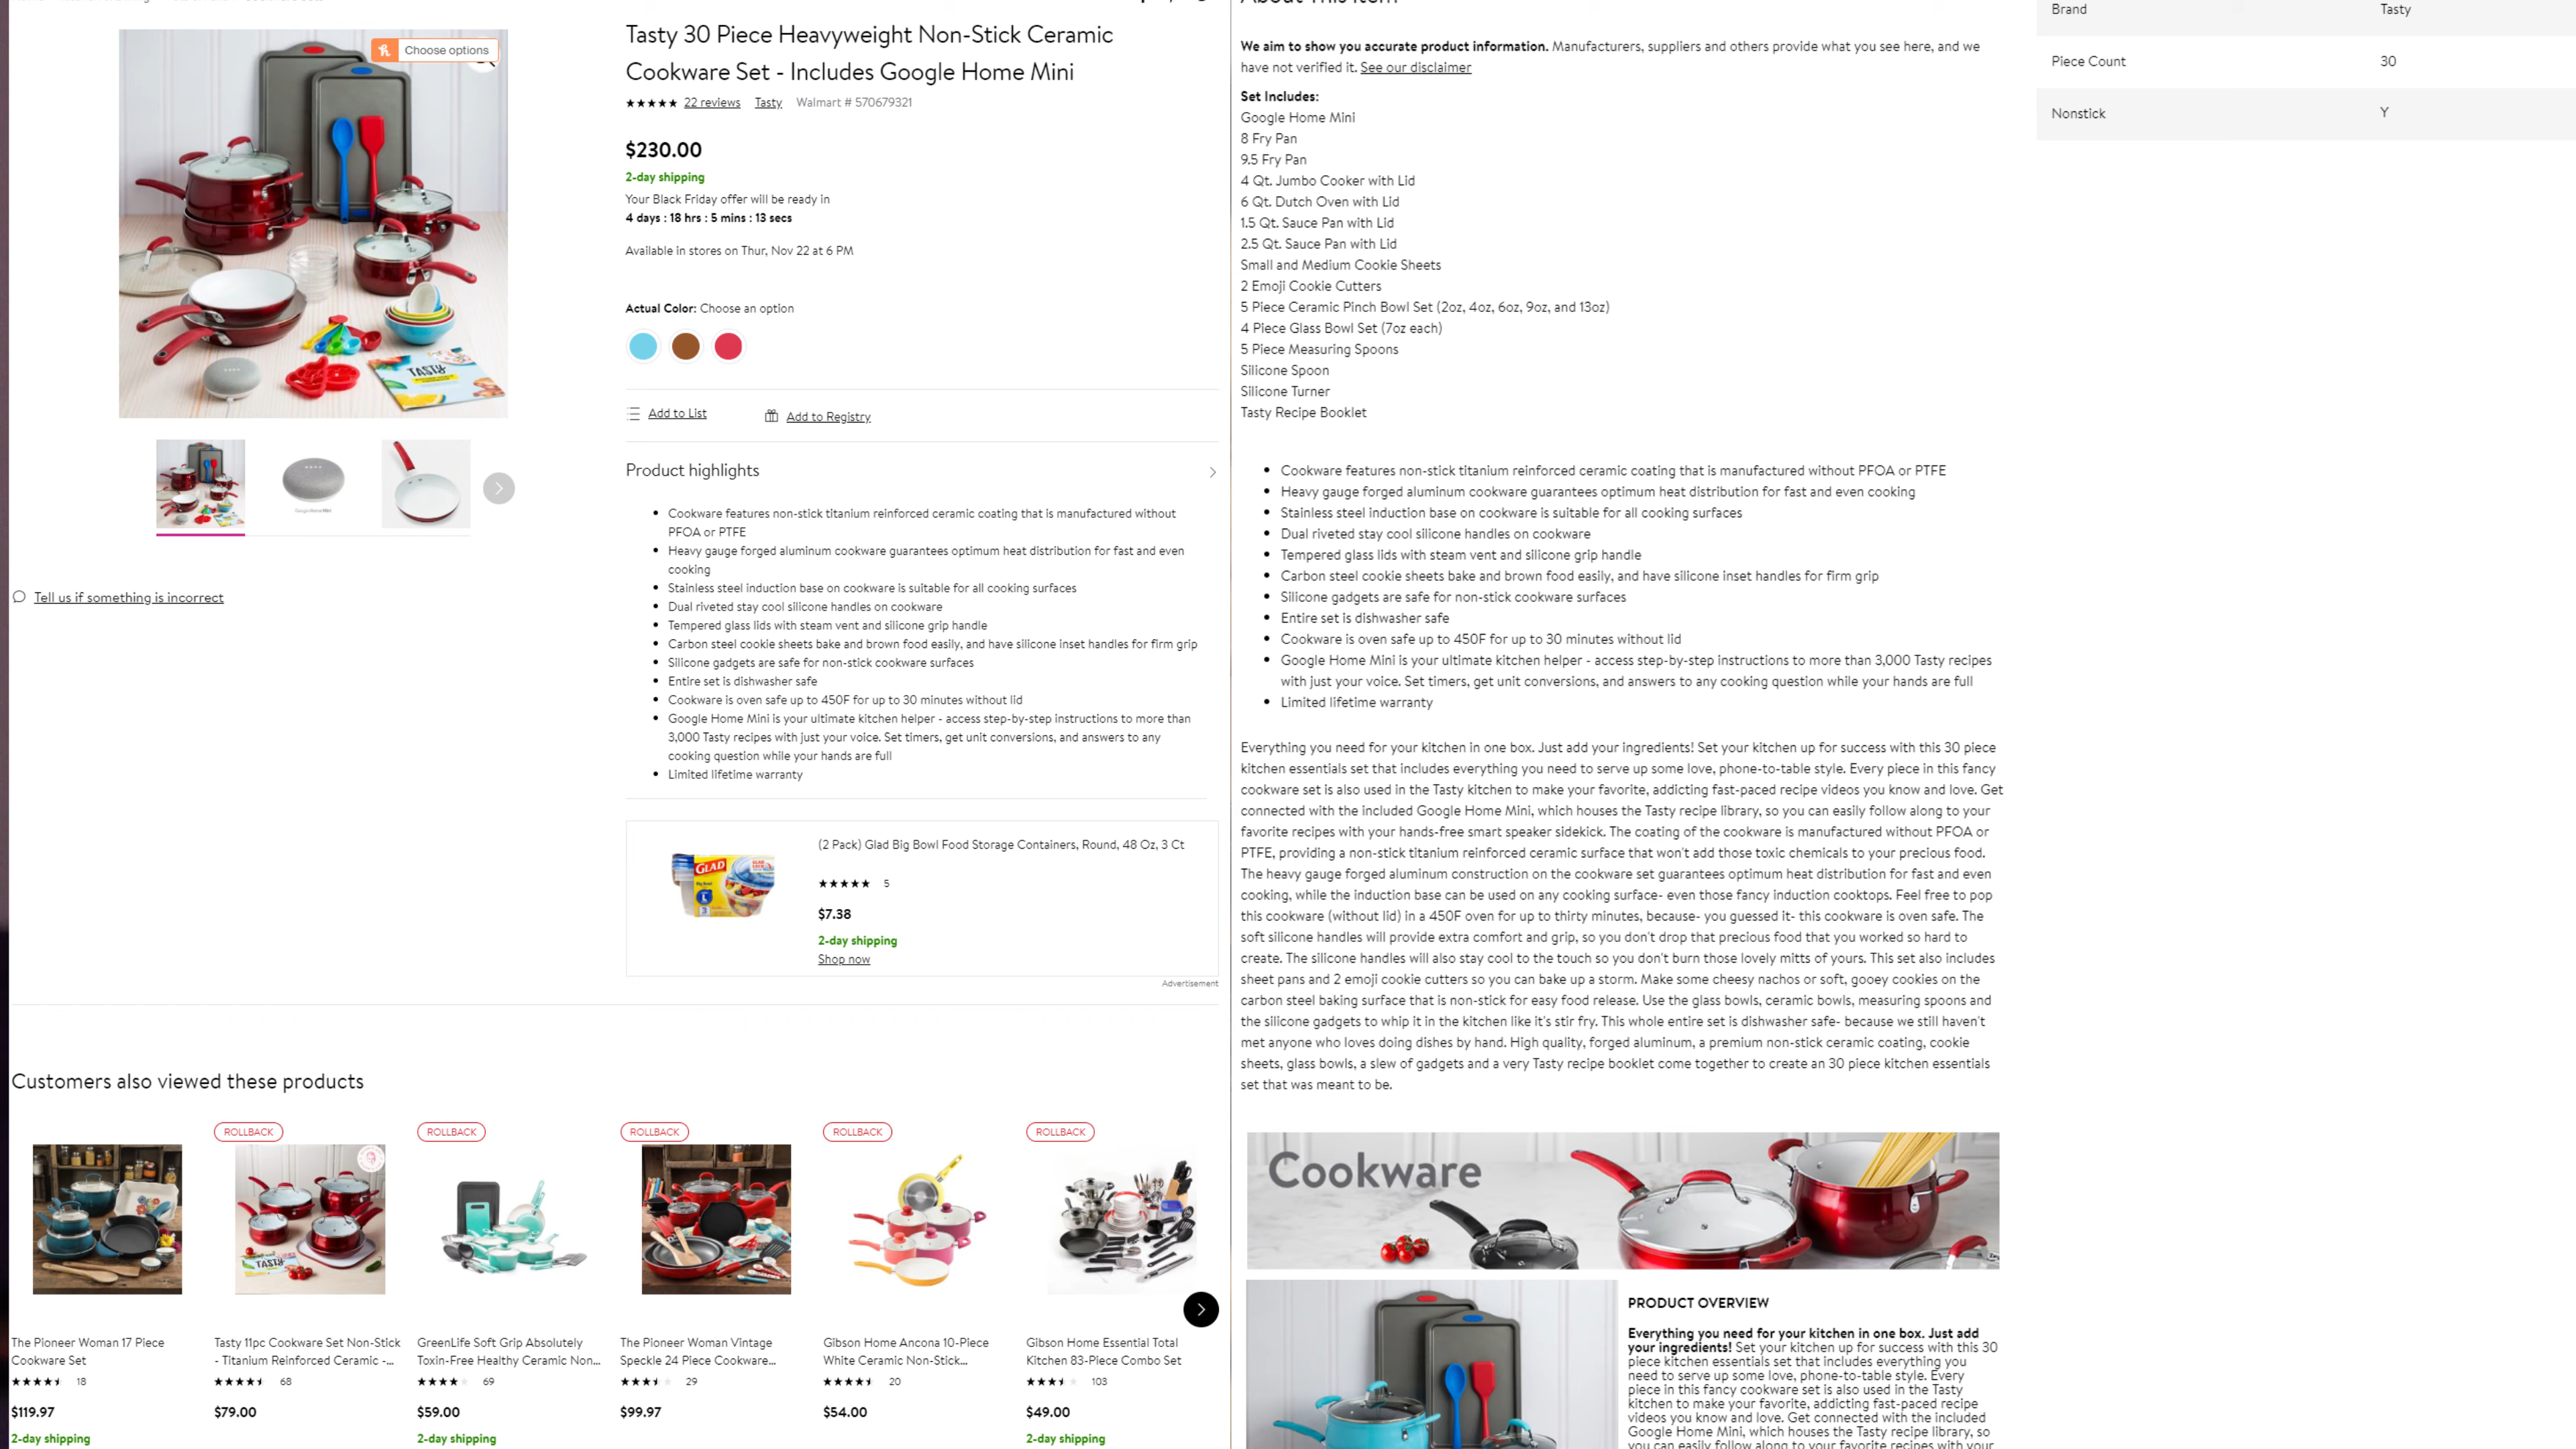 Choose options
Tasty 30 Piece Heavyweight Non-Stick Ceramic
Cookware Set - Includes Google Home Mini
22 reviews Tasty Walmart # 570679321
$230.00
2-day shipping
Your Black Friday offer will be ready in
4 days : 18 hrs : 5 mins : 13 secs
Available in stores on Thur, Nov 22 at 6 PM
Actual Color: Choose an option
Add to List
Add to Registry
TASTY
Tell us if something is incorrect
Product highlights
• Cookware features non-stick titanium reinforced ceramic coating that is manufactured without
PFOA or PTFE
• Heavy gauge forged aluminum cookware guarantees optimum heat distribution for fast and even
cooking
• Stainless steel induction base on cookware is suitable for all cooking surfaces
• Dual riveted stay cool silicone handles on cookware
• Tempered glass lids with steam vent and silicone grip handle
• Carbon steel cookie sheets bake and brown food easily, and have silicone inset handles for firm grip
• Silicone gadgets are safe for non-stick cookware surfaces
• Entire set is dishwasher safe
• Cookware is oven safe up to 450F for up to 30 minutes without lid
• Google Home Mini is your ultimate kitchen helper - access step-by-step instructions to more than
3,000 Tasty recipes with just your voice. Set timers, get unit conversions, and answers to any
cooking question while your hands are full
• Limited lifetime warranty
GLAD
(2 Pack) Glad Big Bowl Food Storage Containers, Round, 48 Oz, 3 Ct
5
$7.38
2-day shipping
Shop now
Advertisement
Customers also viewed these products
The Pioneer Woman 17 Piece
Cookware Set
18
$119.97
2-day shipping
ROLLBACK
TASTY
Tasty 11pc Cookware Set Non-Stick
- Titanium Reinforced Ceramic -...
68
$79.00
ROLLBACK
GreenLife Soft Grip Absolutely
Toxin-Free Healthy Ceramic Non...
69
$59.00
2-day shipping
ROLLBACK
The Pioneer Woman Vintage
Speckle 24 Piece Cookware...
29
$99.97
ROLLBACK
Gibson Home Ancona 10-Piece
White Ceramic Non-Stick...
20
$54.00
ROLLBACK
Gibson Home Essential Total
Kitchen 83-Piece Combo Set
103
$49.00
2-day shipping
About This Item
We aim to show you accurate product information. Manufacturers, suppliers and others provide what you see here, and we
have not verified it. See our disclaimer
Set Includes:
Google Home Mini
8 Fry Pan
9.5 Fry Pan
4 Qt. Jumbo Cooker with Lid
6 Qt. Dutch Oven with Lid
1.5 Qt. Sauce Pan with Lid
2.5 Qt. Sauce Pan with Lid
Small and Medium Cookie Sheets
2 Emoji Cookie Cutters
5 Piece Ceramic Pinch Bowl Set (2oz, 4oz, 6oz, 9oz, and 13oz)
4 Piece Glass Bowl Set (7oz each)
5 Piece Measuring Spoons
Silicone Spoon
Silicone Turner
Tasty Recipe Booklet
• Cookware features non-stick titanium reinforced ceramic coating that is manufactured without PFOA or PTFE
• Heavy gauge forged aluminum cookware guarantees optimum heat distribution for fast and even cooking
• Stainless steel induction base on cookware is suitable for all cooking surfaces
• Dual riveted stay cool silicone handles on cookware
• Tempered glass lids with steam vent and silicone grip handle
• Carbon steel cookie sheets bake and brown food easily, and have silicone inset handles for firm grip
• Silicone gadgets are safe for non-stick cookware surfaces
• Entire set is dishwasher safe
• Cookware is oven safe up to 450F for up to 30 minutes without lid
• Google Home Mini is your ultimate kitchen helper - access step-by-step instructions to more than 3,000 Tasty recipes
with just your voice. Set timers, get unit conversions, and answers to any cooking question while your hands are full
• Limited lifetime warranty
Everything you need for your kitchen in one box. Just add your ingredients! Set your kitchen up for success with this 30 piece
kitchen essentials set that includes everything you need to serve up some love, phone-to-table style. Every piece in this fancy
cookware set is also used in the Tasty kitchen to make your favorite, addicting fast-paced recipe videos you know and love. Get
connected with the included Google Home Mini, which houses the Tasty recipe library, so you can easily follow along to your
favorite recipes with your hands-free smart speaker sidekick. The coating of the cookware is manufactured without PFOA or
PTFE, providing a non-stick titanium reinforced ceramic surface that won't add those toxic chemicals to your precious food.
The heavy gauge forged aluminum construction on the cookware set guarantees optimum heat distribution for fast and even
cooking, while the induction base can be used on any cooking surface- even those fancy induction cooktops. Feel free to pop
this cookware (without lid) in a 450F oven for up to thirty minutes, because- you guessed it- this cookware is oven safe. The
soft silicone handles will provide extra comfort and grip, so you don't drop that precious food that you worked so hard to
create. The silicone handles will also stay cool to the touch so you don't burn those lovely mitts of yours. This set also includes
sheet pans and 2 emoji cookie cutters so you can bake up a storm. Make some cheesy nachos or soft, gooey cookies on the
carbon steel baking surface that is non-stick for easy food release. Use the glass bowls, ceramic bowls, measuring spoons and
the silicone gadgets to whip it in the kitchen like it's stir fry. This whole entire set is dishwasher safe- because we still haven't
met anyone who loves doing dishes by hand. High quality, forged aluminum, a premium non-stick ceramic coating, cookie
sheets, glass bowls, a slew of gadgets and a very Tasty recipe booklet come together to create an 30 piece kitchen essentials
set that was meant to be.
Cookware
PRODUCT OVERVIEW
Everything you need for your kitchen in one box. Just add
your ingredients! Set your kitchen up for success with this 30
piece kitchen essentials set that includes everything you
need to serve up some love, phone-to-table style. Every
piece in this fancy cookware set is also used in the Tasty
kitchen to make your favorite, addicting fast-paced recipe
videos you know and love. Get connected with the included
Google Home Mini, which houses the Tasty recipe library, so
you can easily follow along to your favorite recipes with your
Brand Tasty
Piece Count 30
Nonstick Y